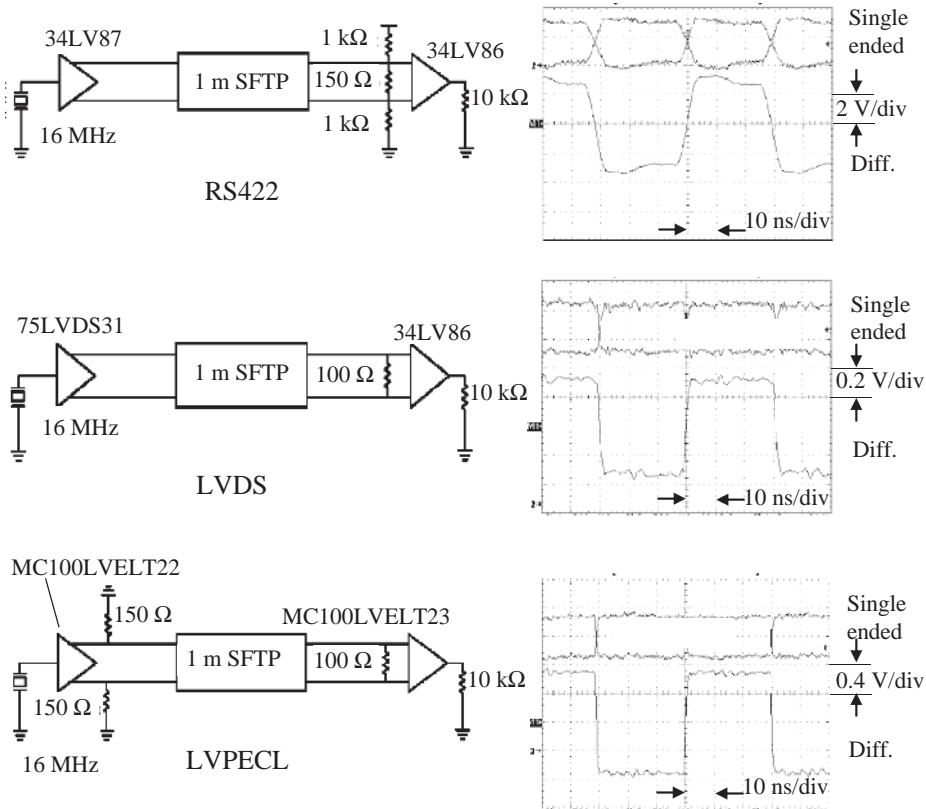 34LV87
1 kΩ
34LV86
1 m SFTP
150 Ω
10 kΩ
16 MHz
1 kΩ
RS422
Single
ended
2 V/div
Diff.
10 ns/div
75LVDS31
34LV86
1 m SFTP
100 Ω
10 kΩ
16 MHz
LVDS
Single
ended
0.2 V/div
Diff.
10 ns/div
MC100LVELT22
150 Ω
MC100LVELT23
1 m SFTP
100 Ω
10 kΩ
150 Ω
16 MHz
LVPECL
Single
ended
0.4 V/div
Diff.
10 ns/div